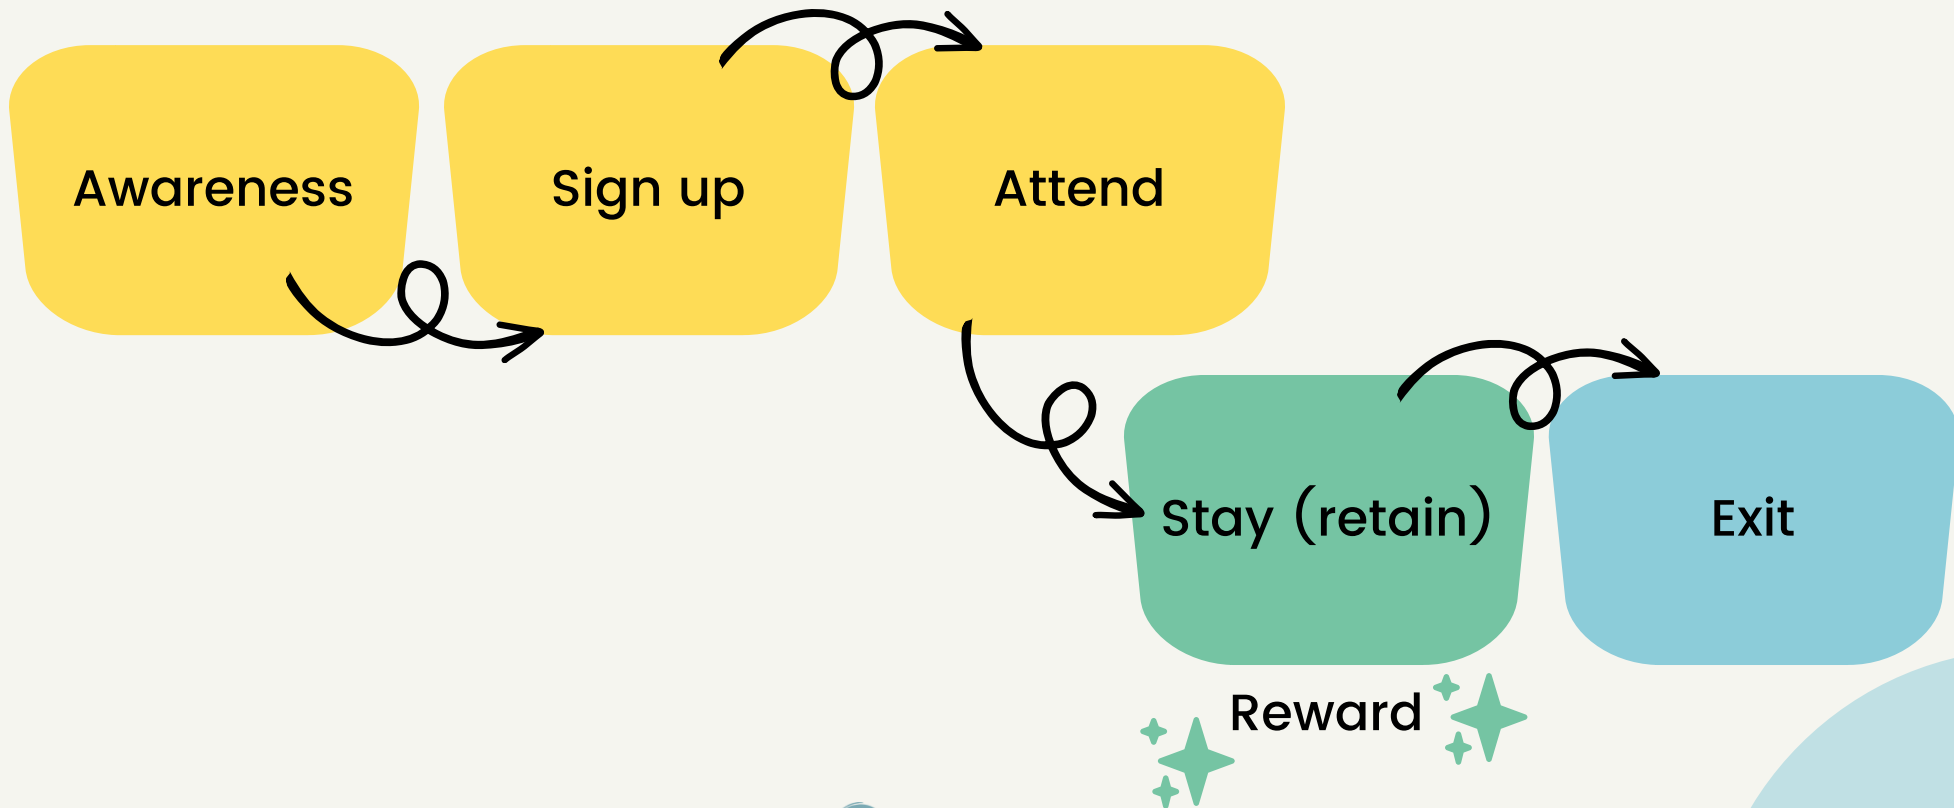 Awareness
Sign up
Attend
Stay (retain)
Exit
Reward